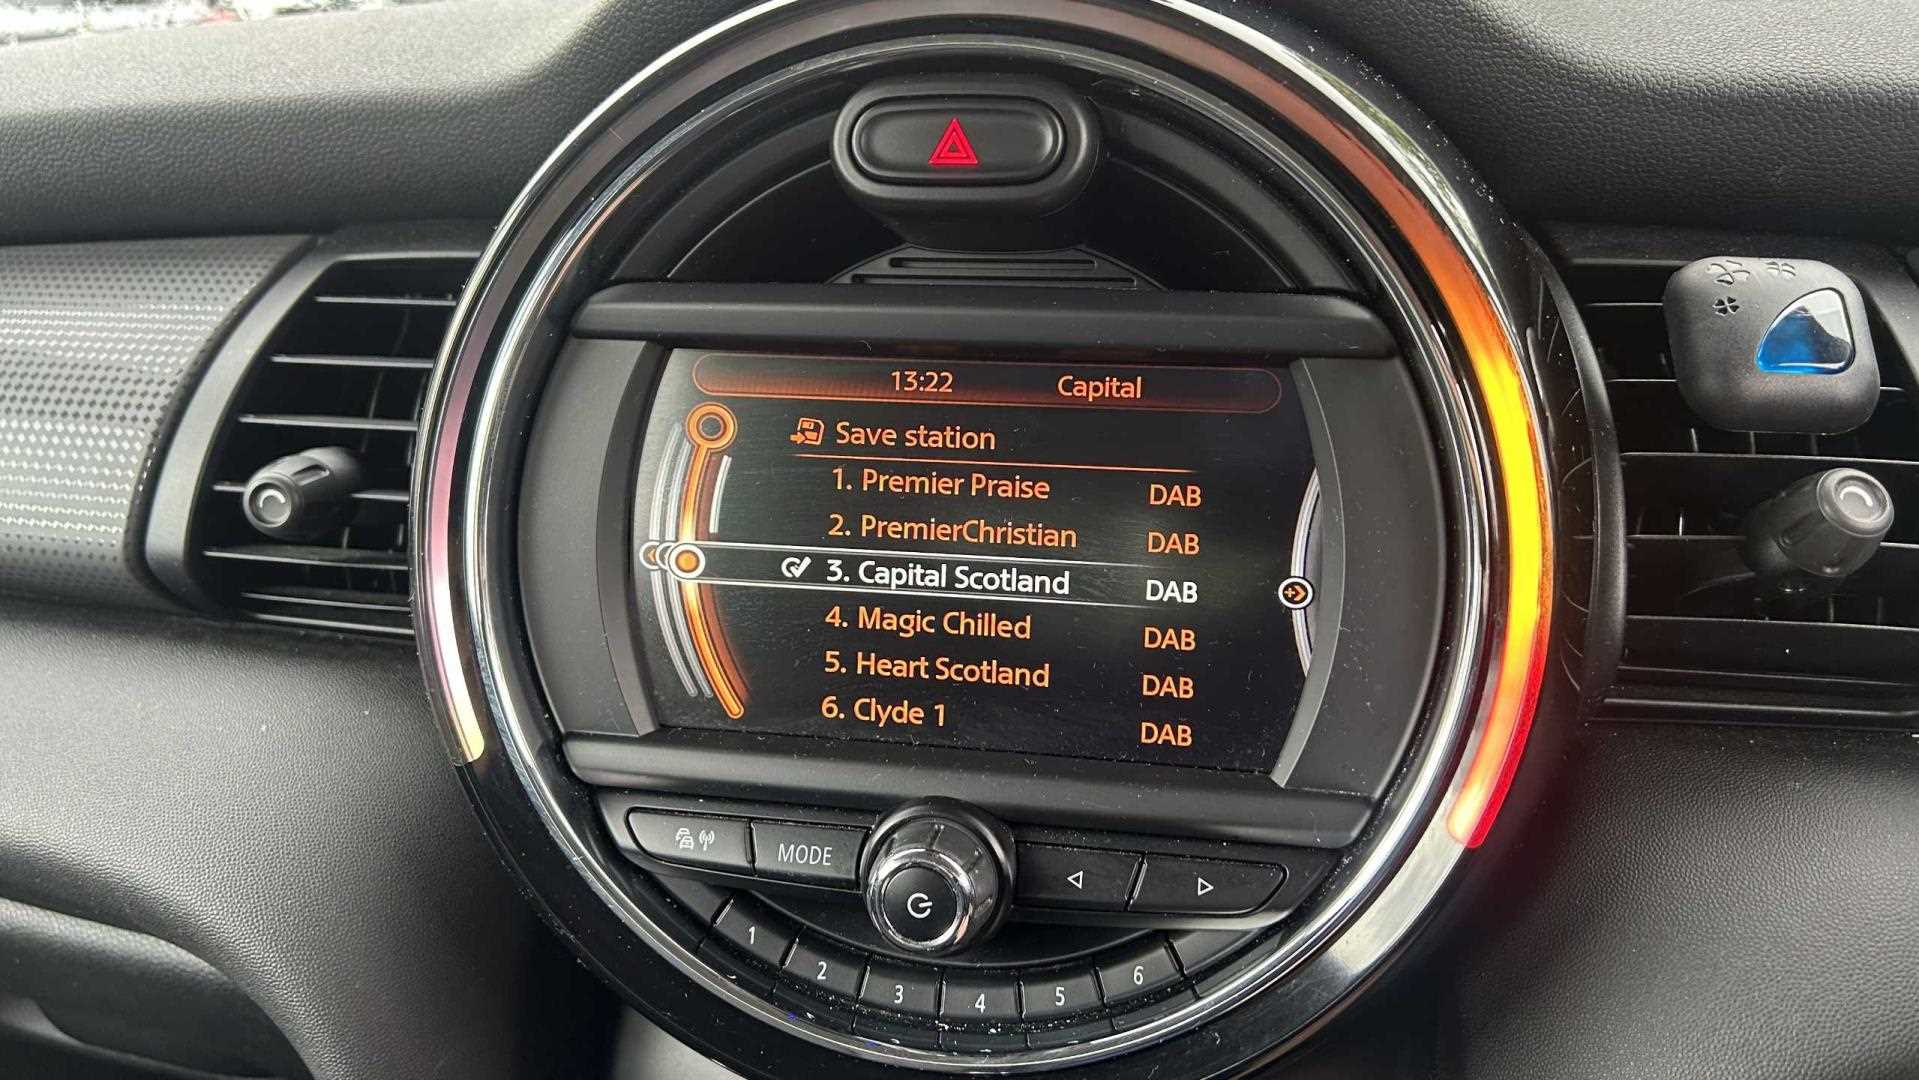 13:22 Capital
Save station
1. Premier Praise DAB
2. PremierChristian DAB
3. Capital Scotland DAB
4. Magic Chilled DAB
5. Heart Scotland DAB
6. Clyde 1 DAB
MODE
1 2 3 4 5 6